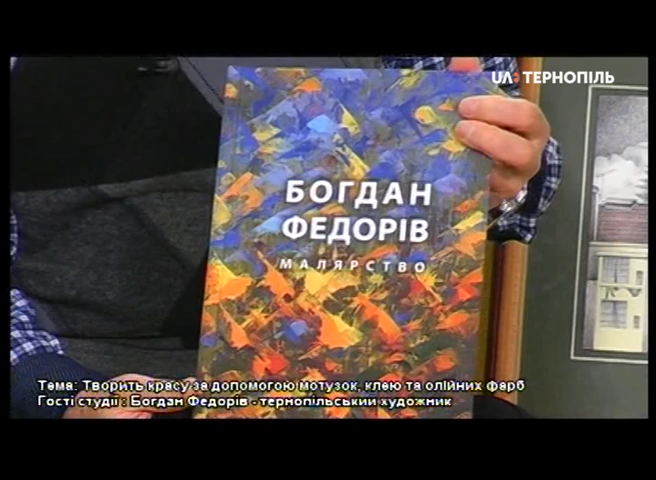 UA: ТЕРНОПІЛЬ
БОГДАН
ФЕДОРІВ
МАЛЯРСТВО
Тема: Творить красу за допомогою мотузок, клею та олійних фарб
Гості студії : Богдан Федорів - тернопільський художник